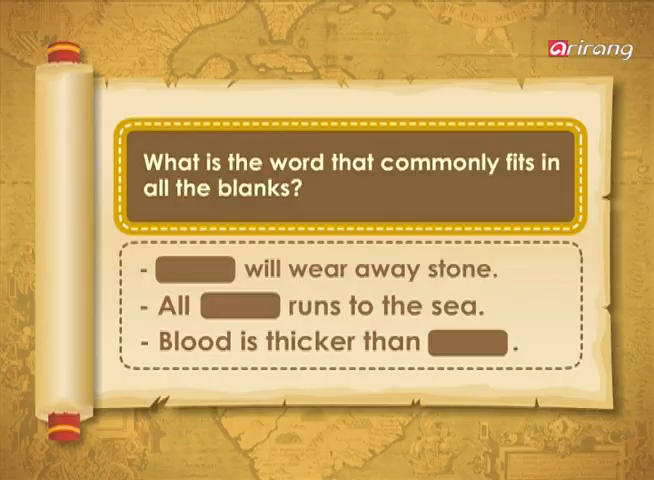 arirang
What is the word that commonly fits in
all the blanks?
- will wear away stone.
- All runs to the sea.
- Blood is thicker than .